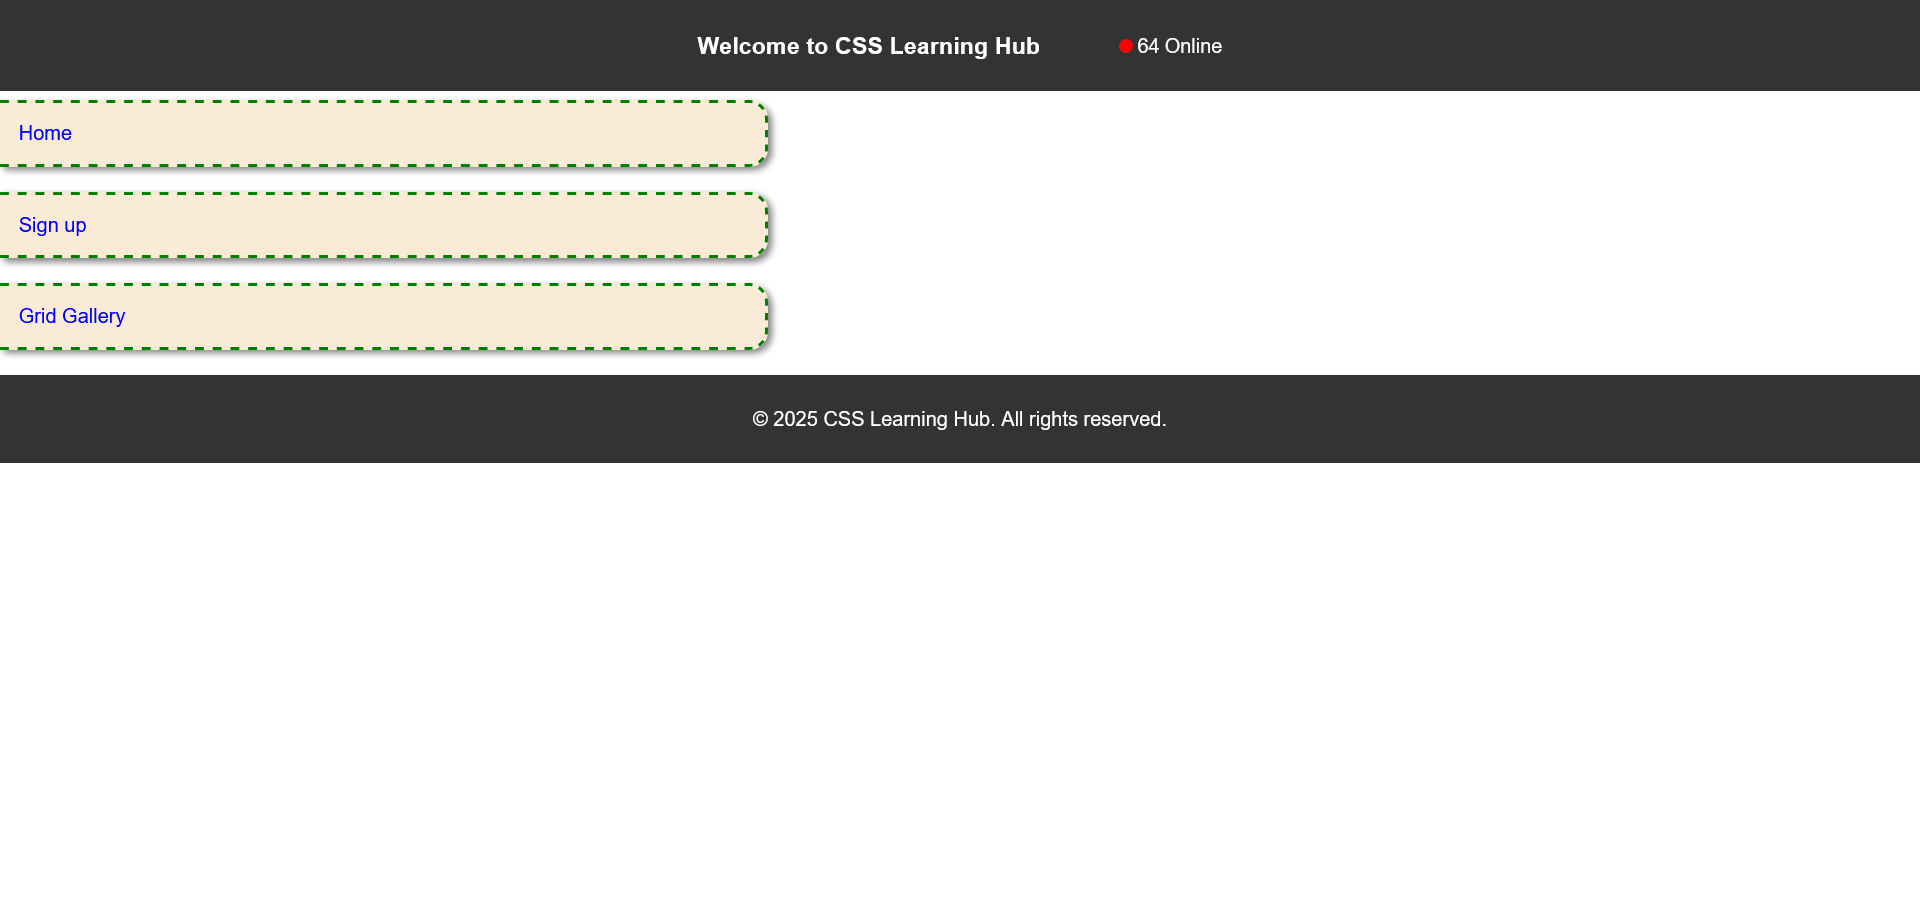 Welcome to CSS Learning Hub
64 Online
Home
Sign up
Grid Gallery
© 2025 CSS Learning Hub. All rights reserved.